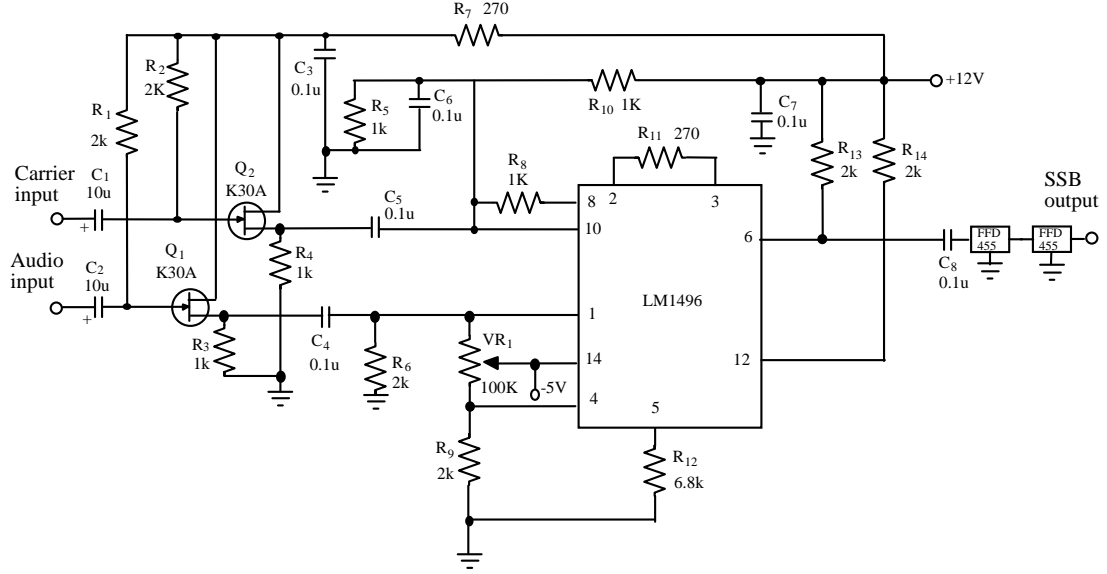 R7 270
C3
0.1u
R2
2K
R1
2k
R5
1k
C6
0.1u
R10 1K
C7
0.1u
+12V
R11 270
R13
2k
R14
2k
Q2
K30A
R8
1K
Carrier
input
C1
10u
+
C5
0.1u
8
2
3
10
6
SSB
output
FFD
455
FFD
455
C8
0.1u
R4
1k
Audio
input
C2
10u
+
Q1
K30A
LM1496
R3
1k
C4
0.1u
R6
2k
VR1
100K
-5V
1
14
4
12
5
R9
2k
R12
6.8k